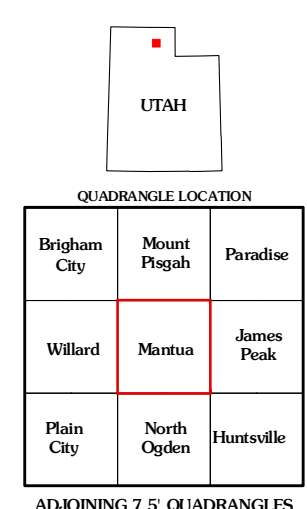 UTAH
QUADRANGLE LOCATION
Brigham City
Mount Pisgah
Paradise
Willard
Mantua
James Peak
Plain City
North Ogden
Huntsville
ADJOINING 7.5' QUADRANGLES